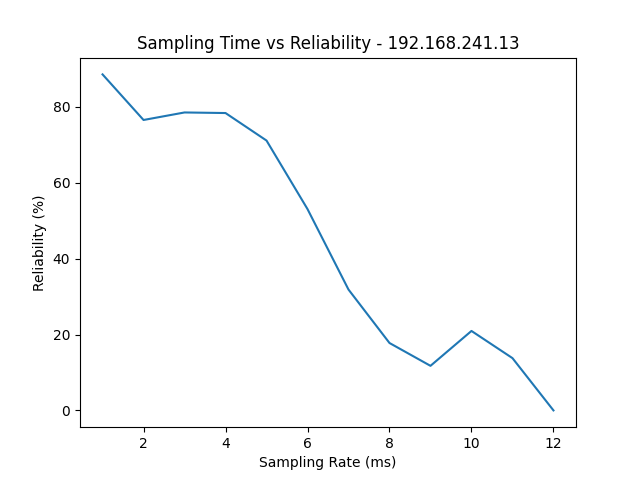 Sampling Time vs Reliability - 192.168.241.13
80
60
40
20
0
Reliability (%)
2 4 6 8 10 12
Sampling Rate (ms)